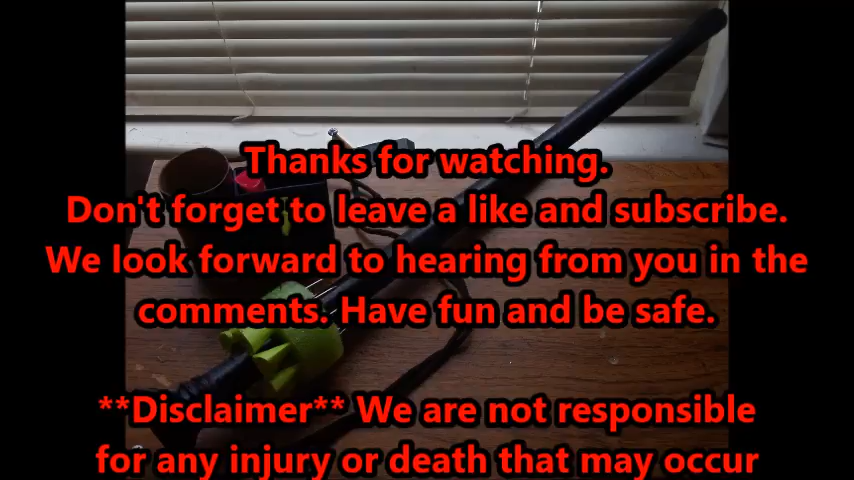 Thanks for watching.
Don't forget to leave a like and subscribe.
We look forward to hearing from you in the
comments. Have fun and be safe.
**Disclaimer** We are not responsible
for any injury or death that may occur